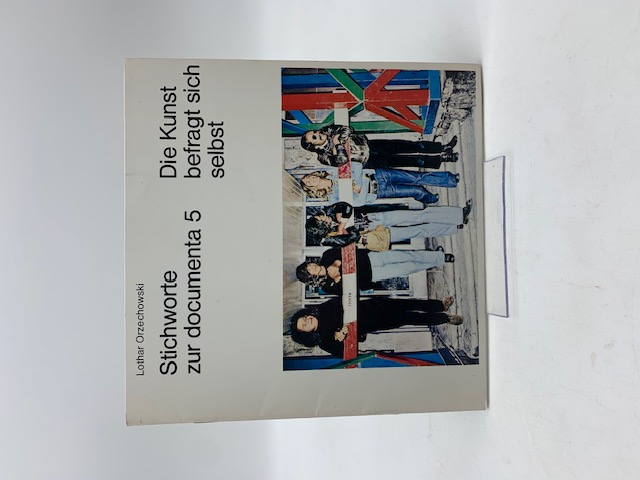 Lothar Orzechowski
Stichworte
zur documenta 5
Die Kunst
befragt sich
selbst